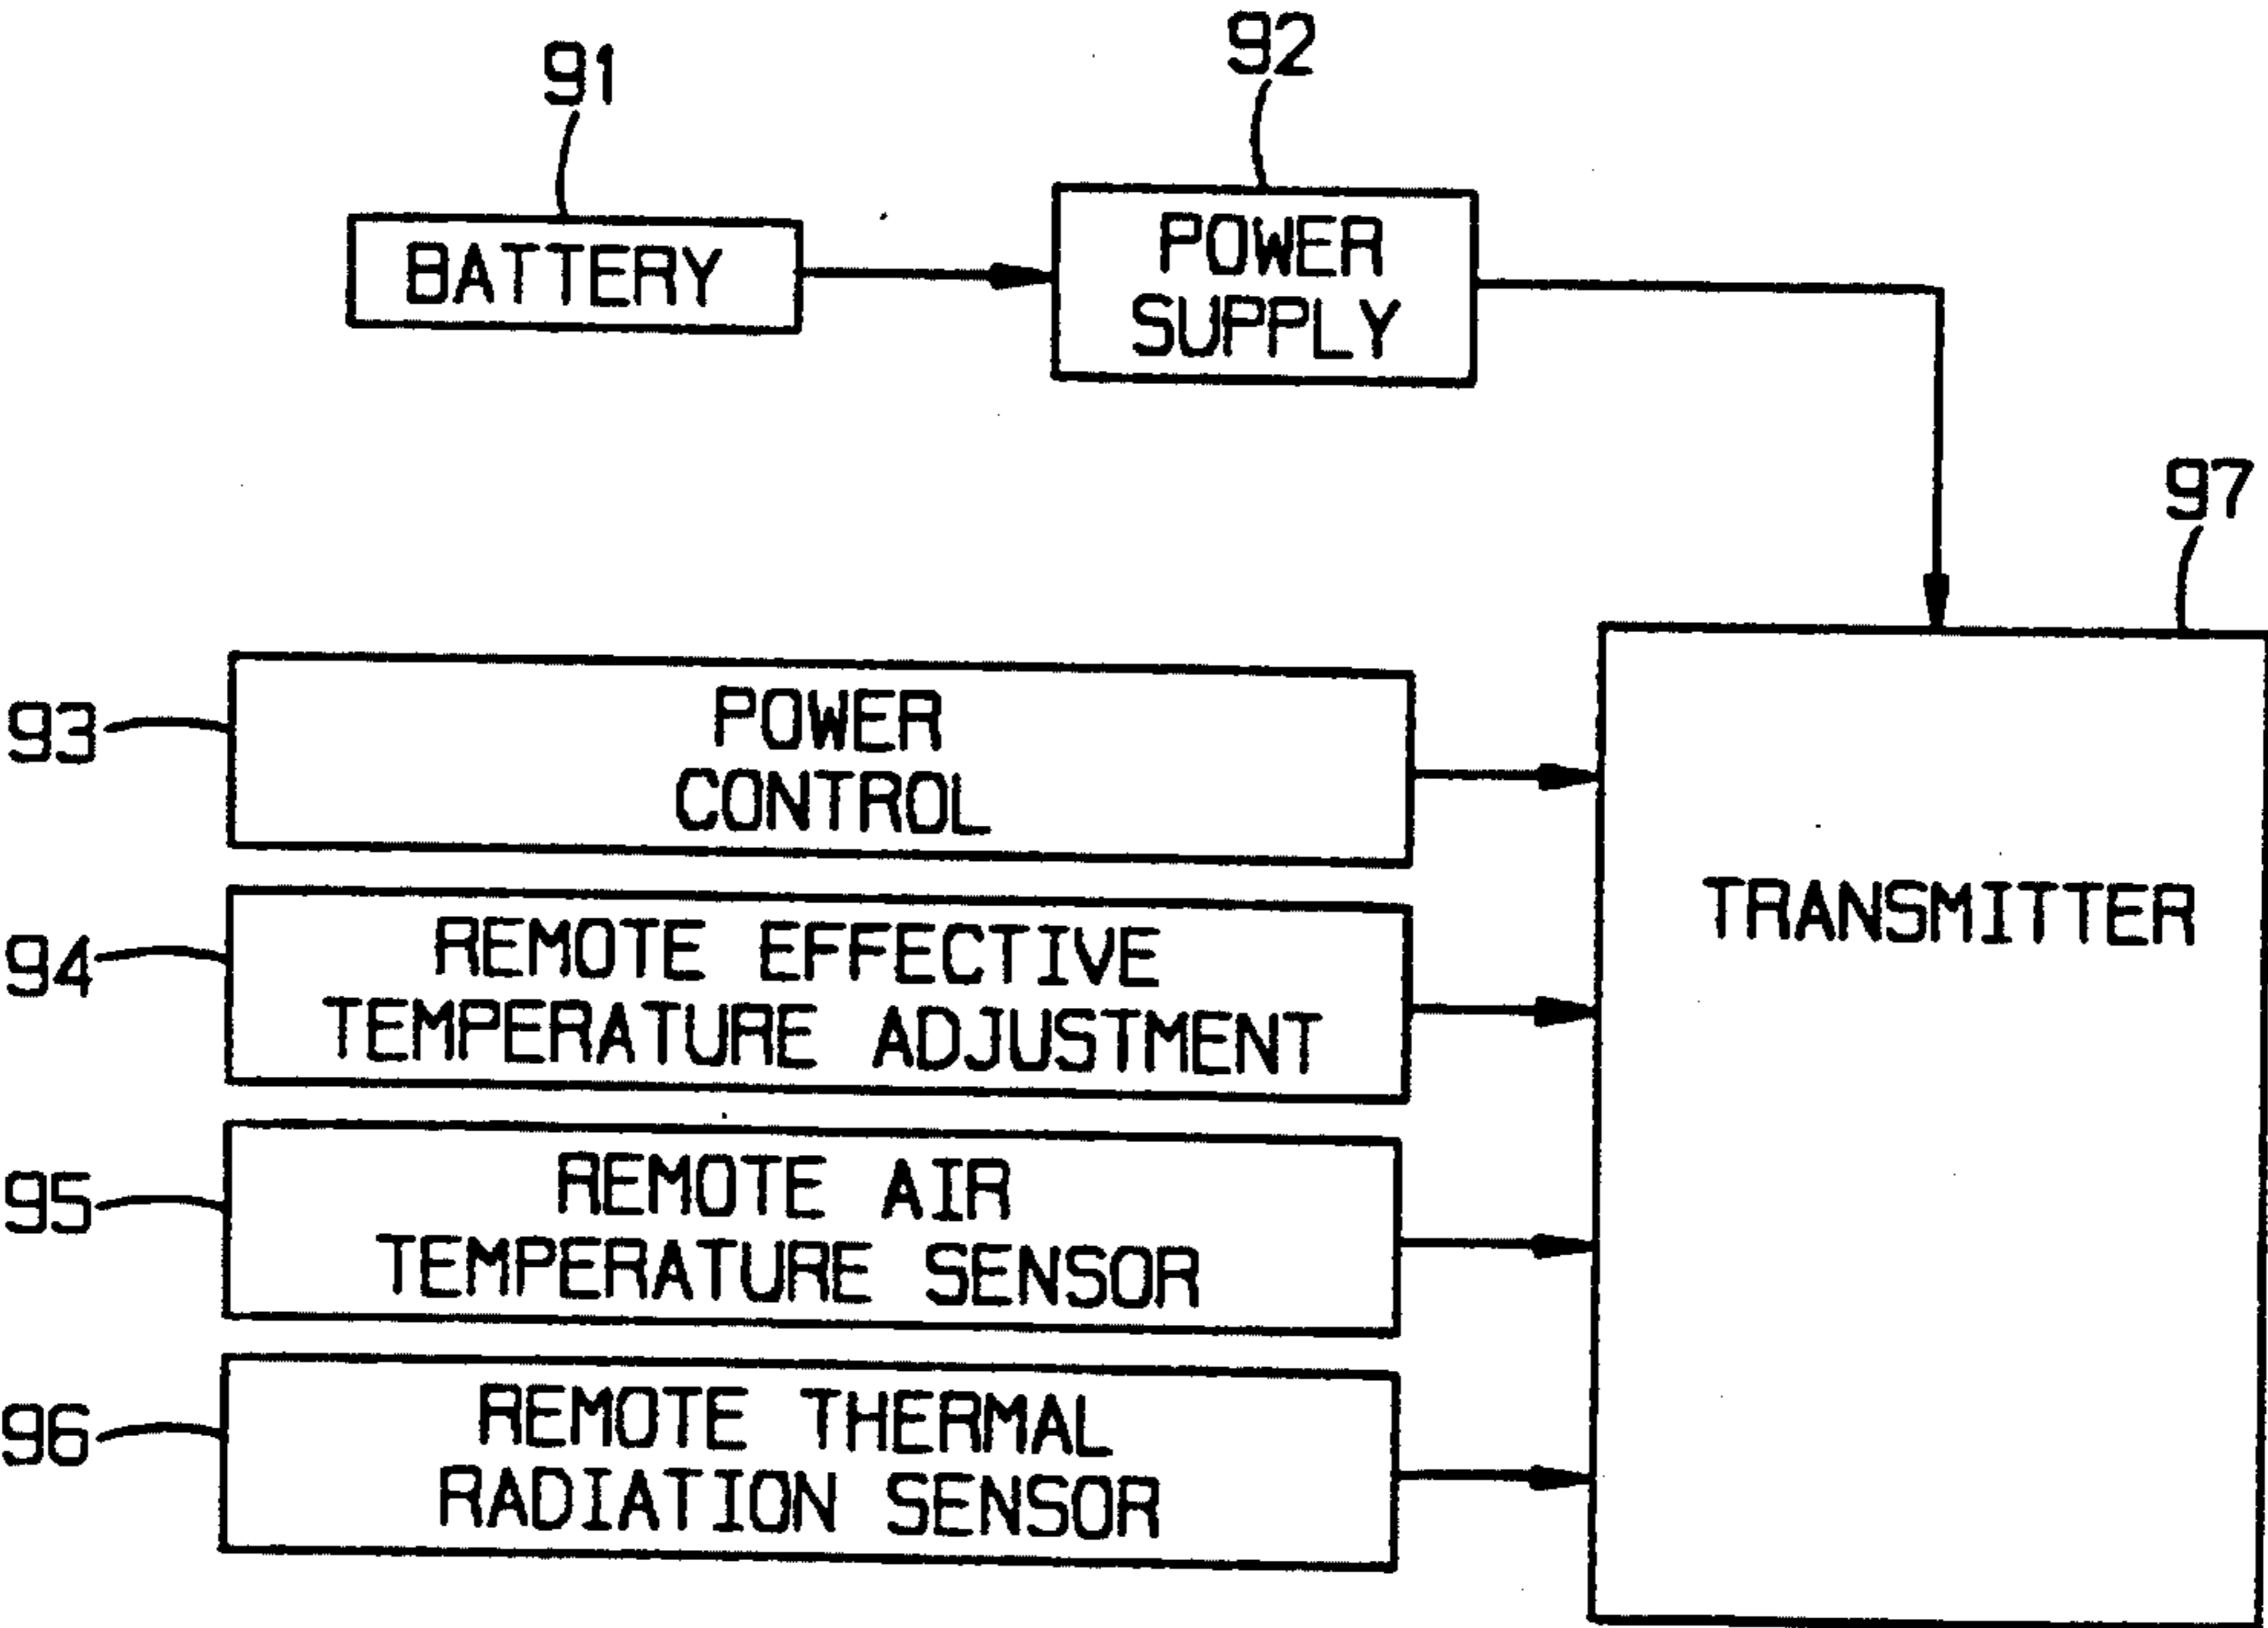 91
92
BATTERY
POWER
SUPPLY
97
93
POWER
CONTROL
TRANSMITTER
94
REMOTE EFFECTIVE
TEMPERATURE ADJUSTMENT
95
REMOTE AIR
TEMPERATURE SENSOR
96
REMOTE THERMAL
RADIATION SENSOR